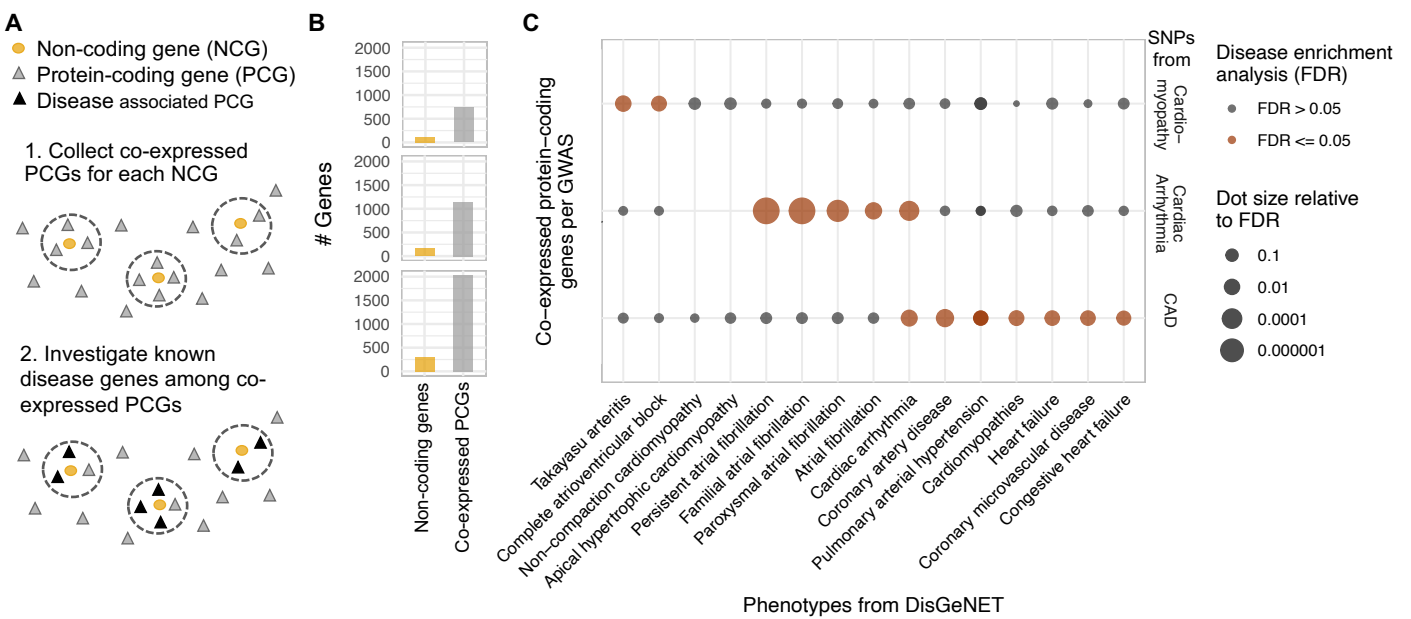 A
Non-coding gene (NCG)
Protein-coding gene (PCG)
Disease associated PCG
1. Collect co-expressed
PCGs for each NCG
2. Investigate known
disease genes among co-
expressed PCGs
B
# Genes
2000
1500
1000
500
0
2000
1500
1000
500
0
2000
1500
1000
500
0
Non-coding genes
Co-expressed PCGs
C
Co−expressed protein−coding
genes per GWAS
SNPs
from
Cardio−
myopathy
Cardiac
Arrhythmia
CAD
Takayasu arteritis
Complete atrioventricular block
Non−compaction cardiomyopathy
Apical hypertrophic cardiomyopathy
Persistent atrial fibrillation
Familial atrial fibrillation
Paroxysmal atrial fibrillation
Atrial fibrillation
Cardiac arrhythmia
Coronary artery disease
Pulmonary arterial hypertension
Cardiomyopathies
Heart failure
Coronary microvascular disease
Congestive heart failure
Phenotypes from DisGeNET
Disease enrichment
analysis (FDR)
FDR > 0.05
FDR <= 0.05
Dot size relative
to FDR
0.1
0.01
0.0001
0.000001